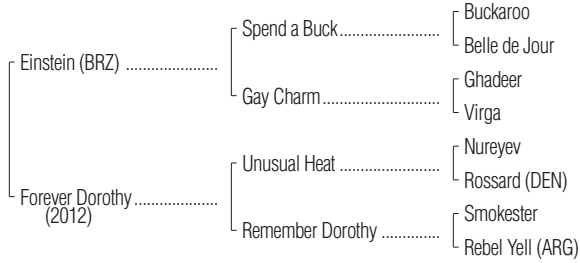 Buckaroo
Spend a Buck
Belle de Jour
Einstein (BRZ)
Ghadeer
Gay Charm
Virga
Nureyev
Unusual Heat
Rossard (DEN)
Forever Dorothy
(2012)
Smokester
Remember Dorothy
Rebel Yell (ARG)